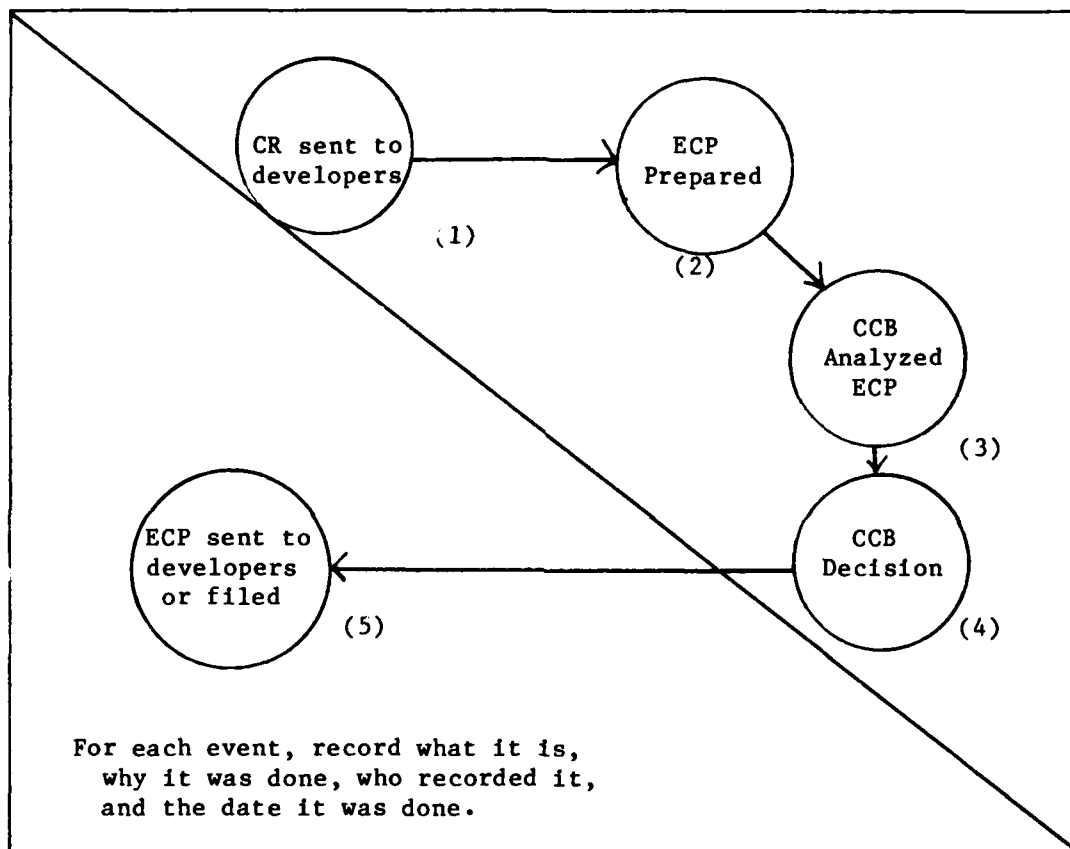 CR sent to
developers
(1)
ECP
Prepared
(2)
CCB
Analyzed
ECP
(3)
CCB
Decision
(4)
ECP sent to
developers
or filed
(5)
For each event, record what it is,
why it was done, who recorded it,
and the date it was done.